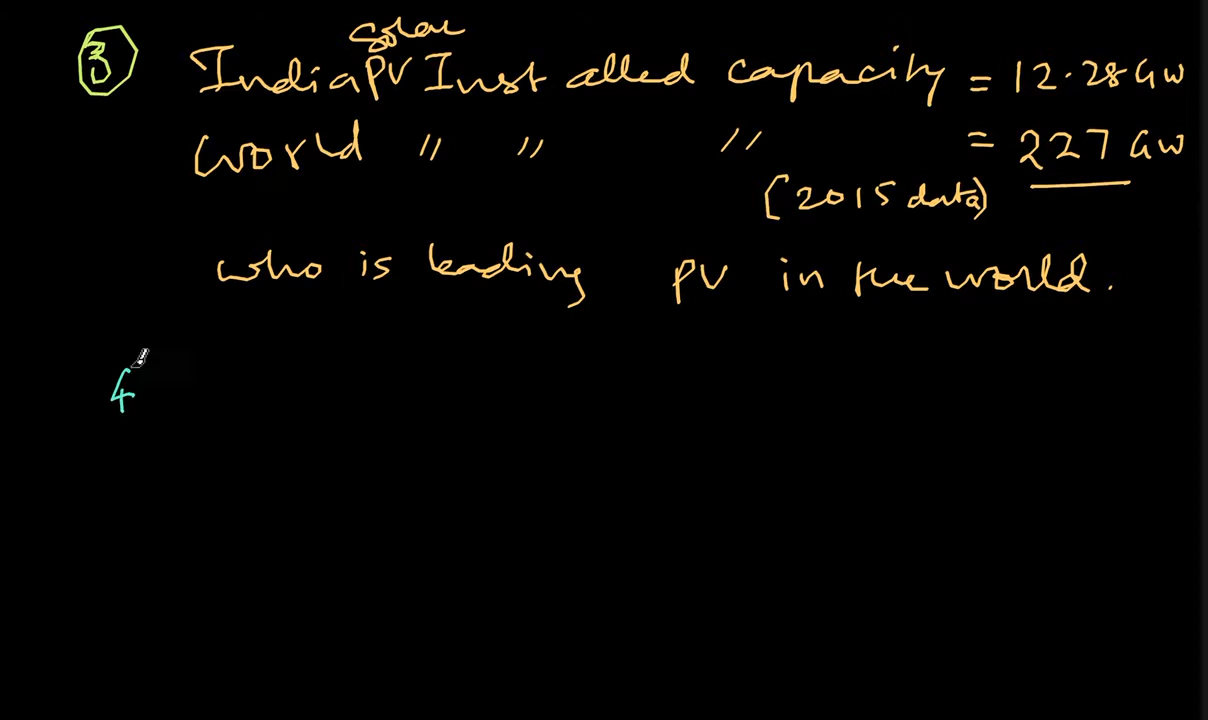 3 India solar PV Installed capacity = 12.28 GW
World " " " = 227 GW
(2015 data)
who is leading PV in the world.
4